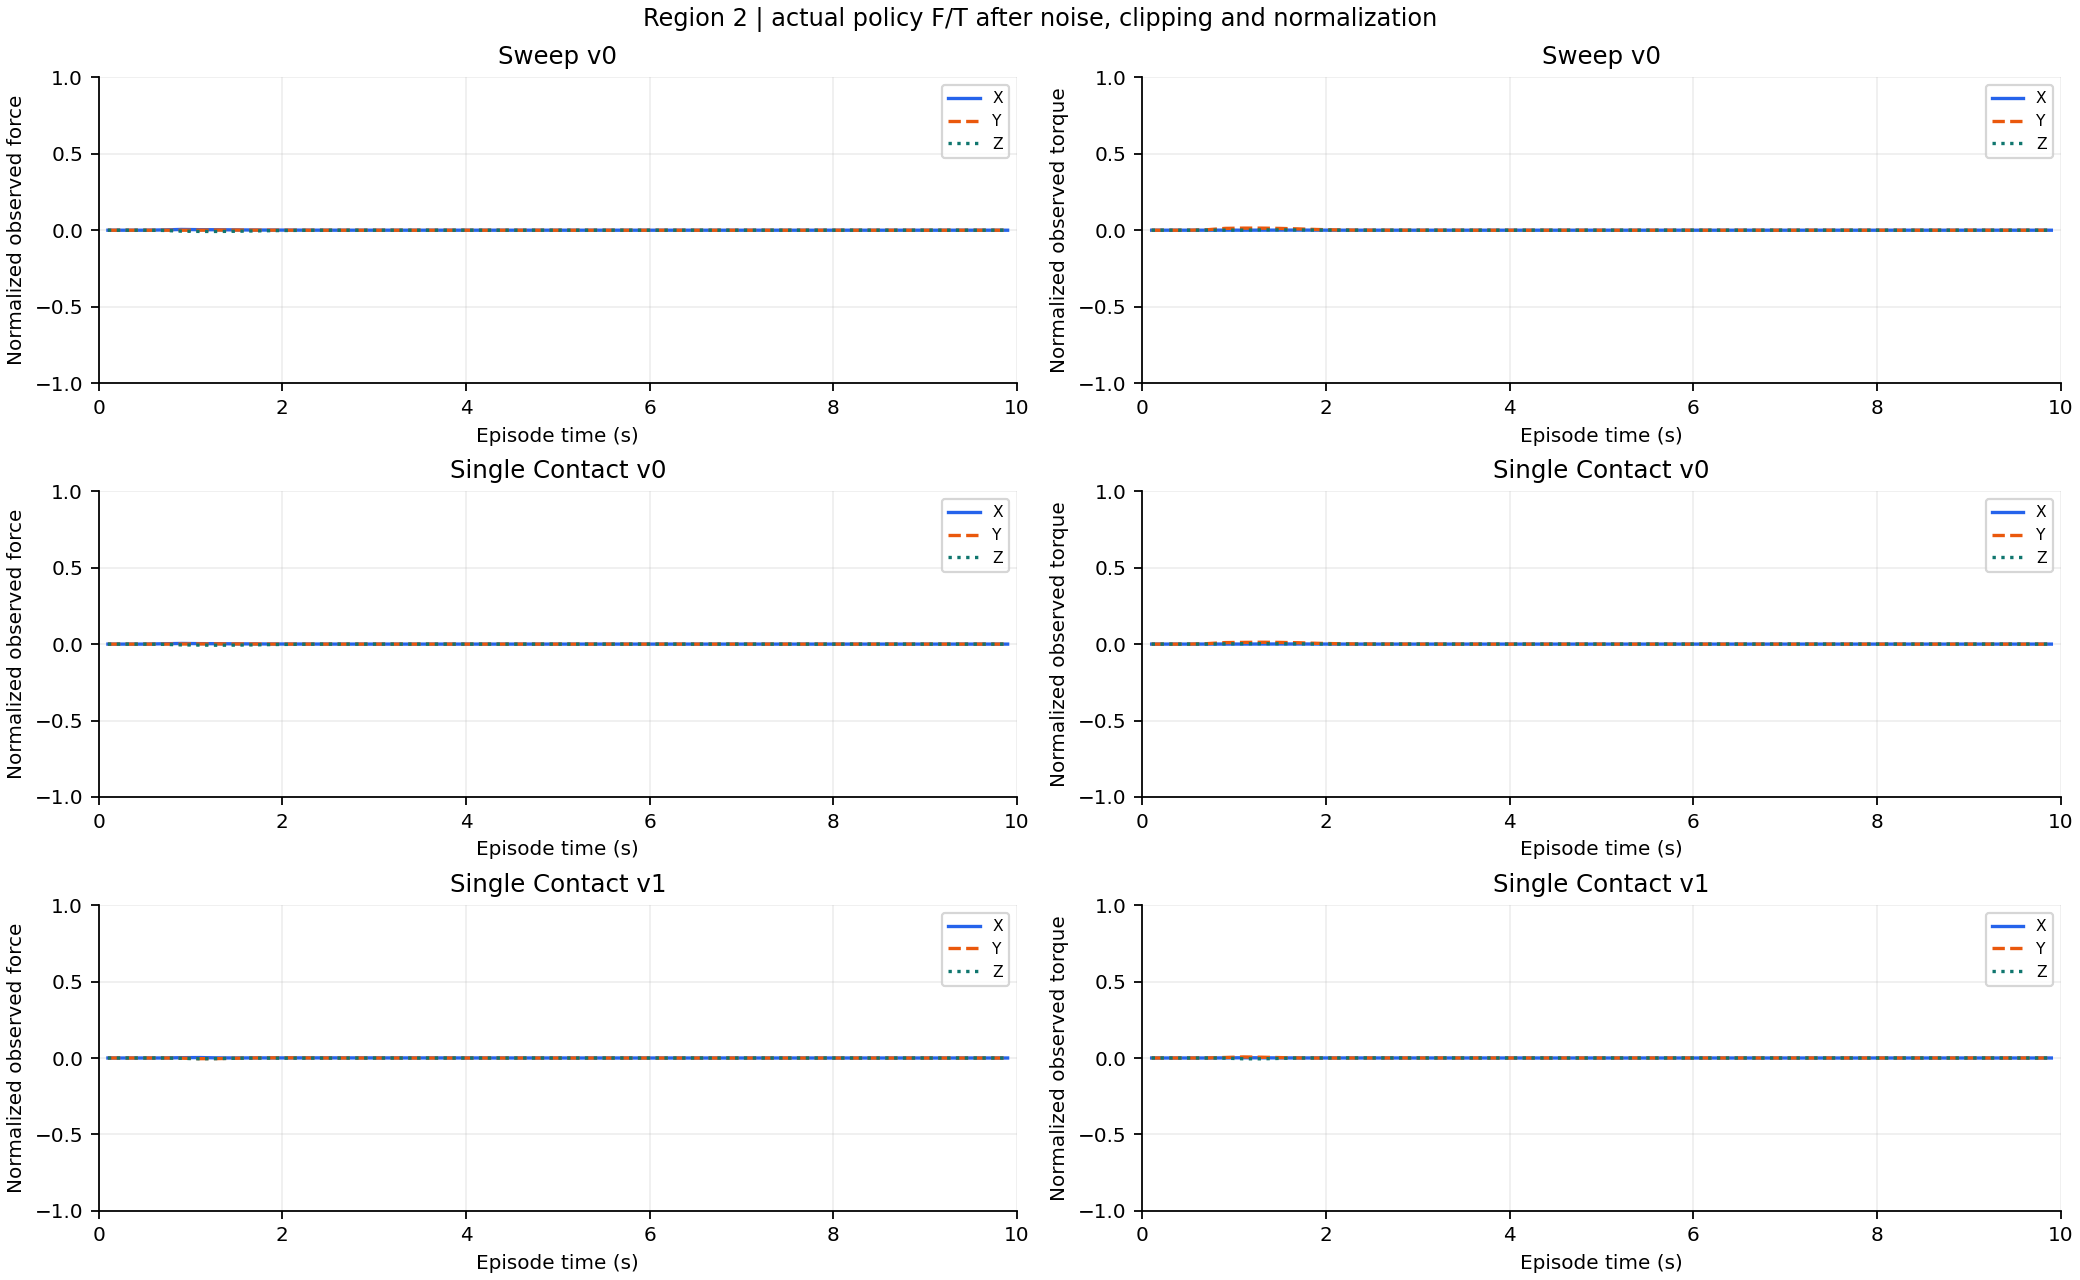 Region 2 | actual policy F/T after noise, clipping and normalization
Sweep v0
Normalized observed force
1.0
0.5
0.0
−0.5
−1.0
X
Y
Z
0 2 4 6 8 10
Episode time (s)
Sweep v0
Normalized observed torque
1.0
0.5
0.0
−0.5
−1.0
X
Y
Z
0 2 4 6 8 10
Episode time (s)
Single Contact v0
Normalized observed force
1.0
0.5
0.0
−0.5
−1.0
X
Y
Z
0 2 4 6 8 10
Episode time (s)
Single Contact v0
Normalized observed torque
1.0
0.5
0.0
−0.5
−1.0
X
Y
Z
0 2 4 6 8 10
Episode time (s)
Single Contact v1
Normalized observed force
1.0
0.5
0.0
−0.5
−1.0
X
Y
Z
0 2 4 6 8 10
Episode time (s)
Single Contact v1
Normalized observed torque
1.0
0.5
0.0
−0.5
−1.0
X
Y
Z
0 2 4 6 8 10
Episode time (s)